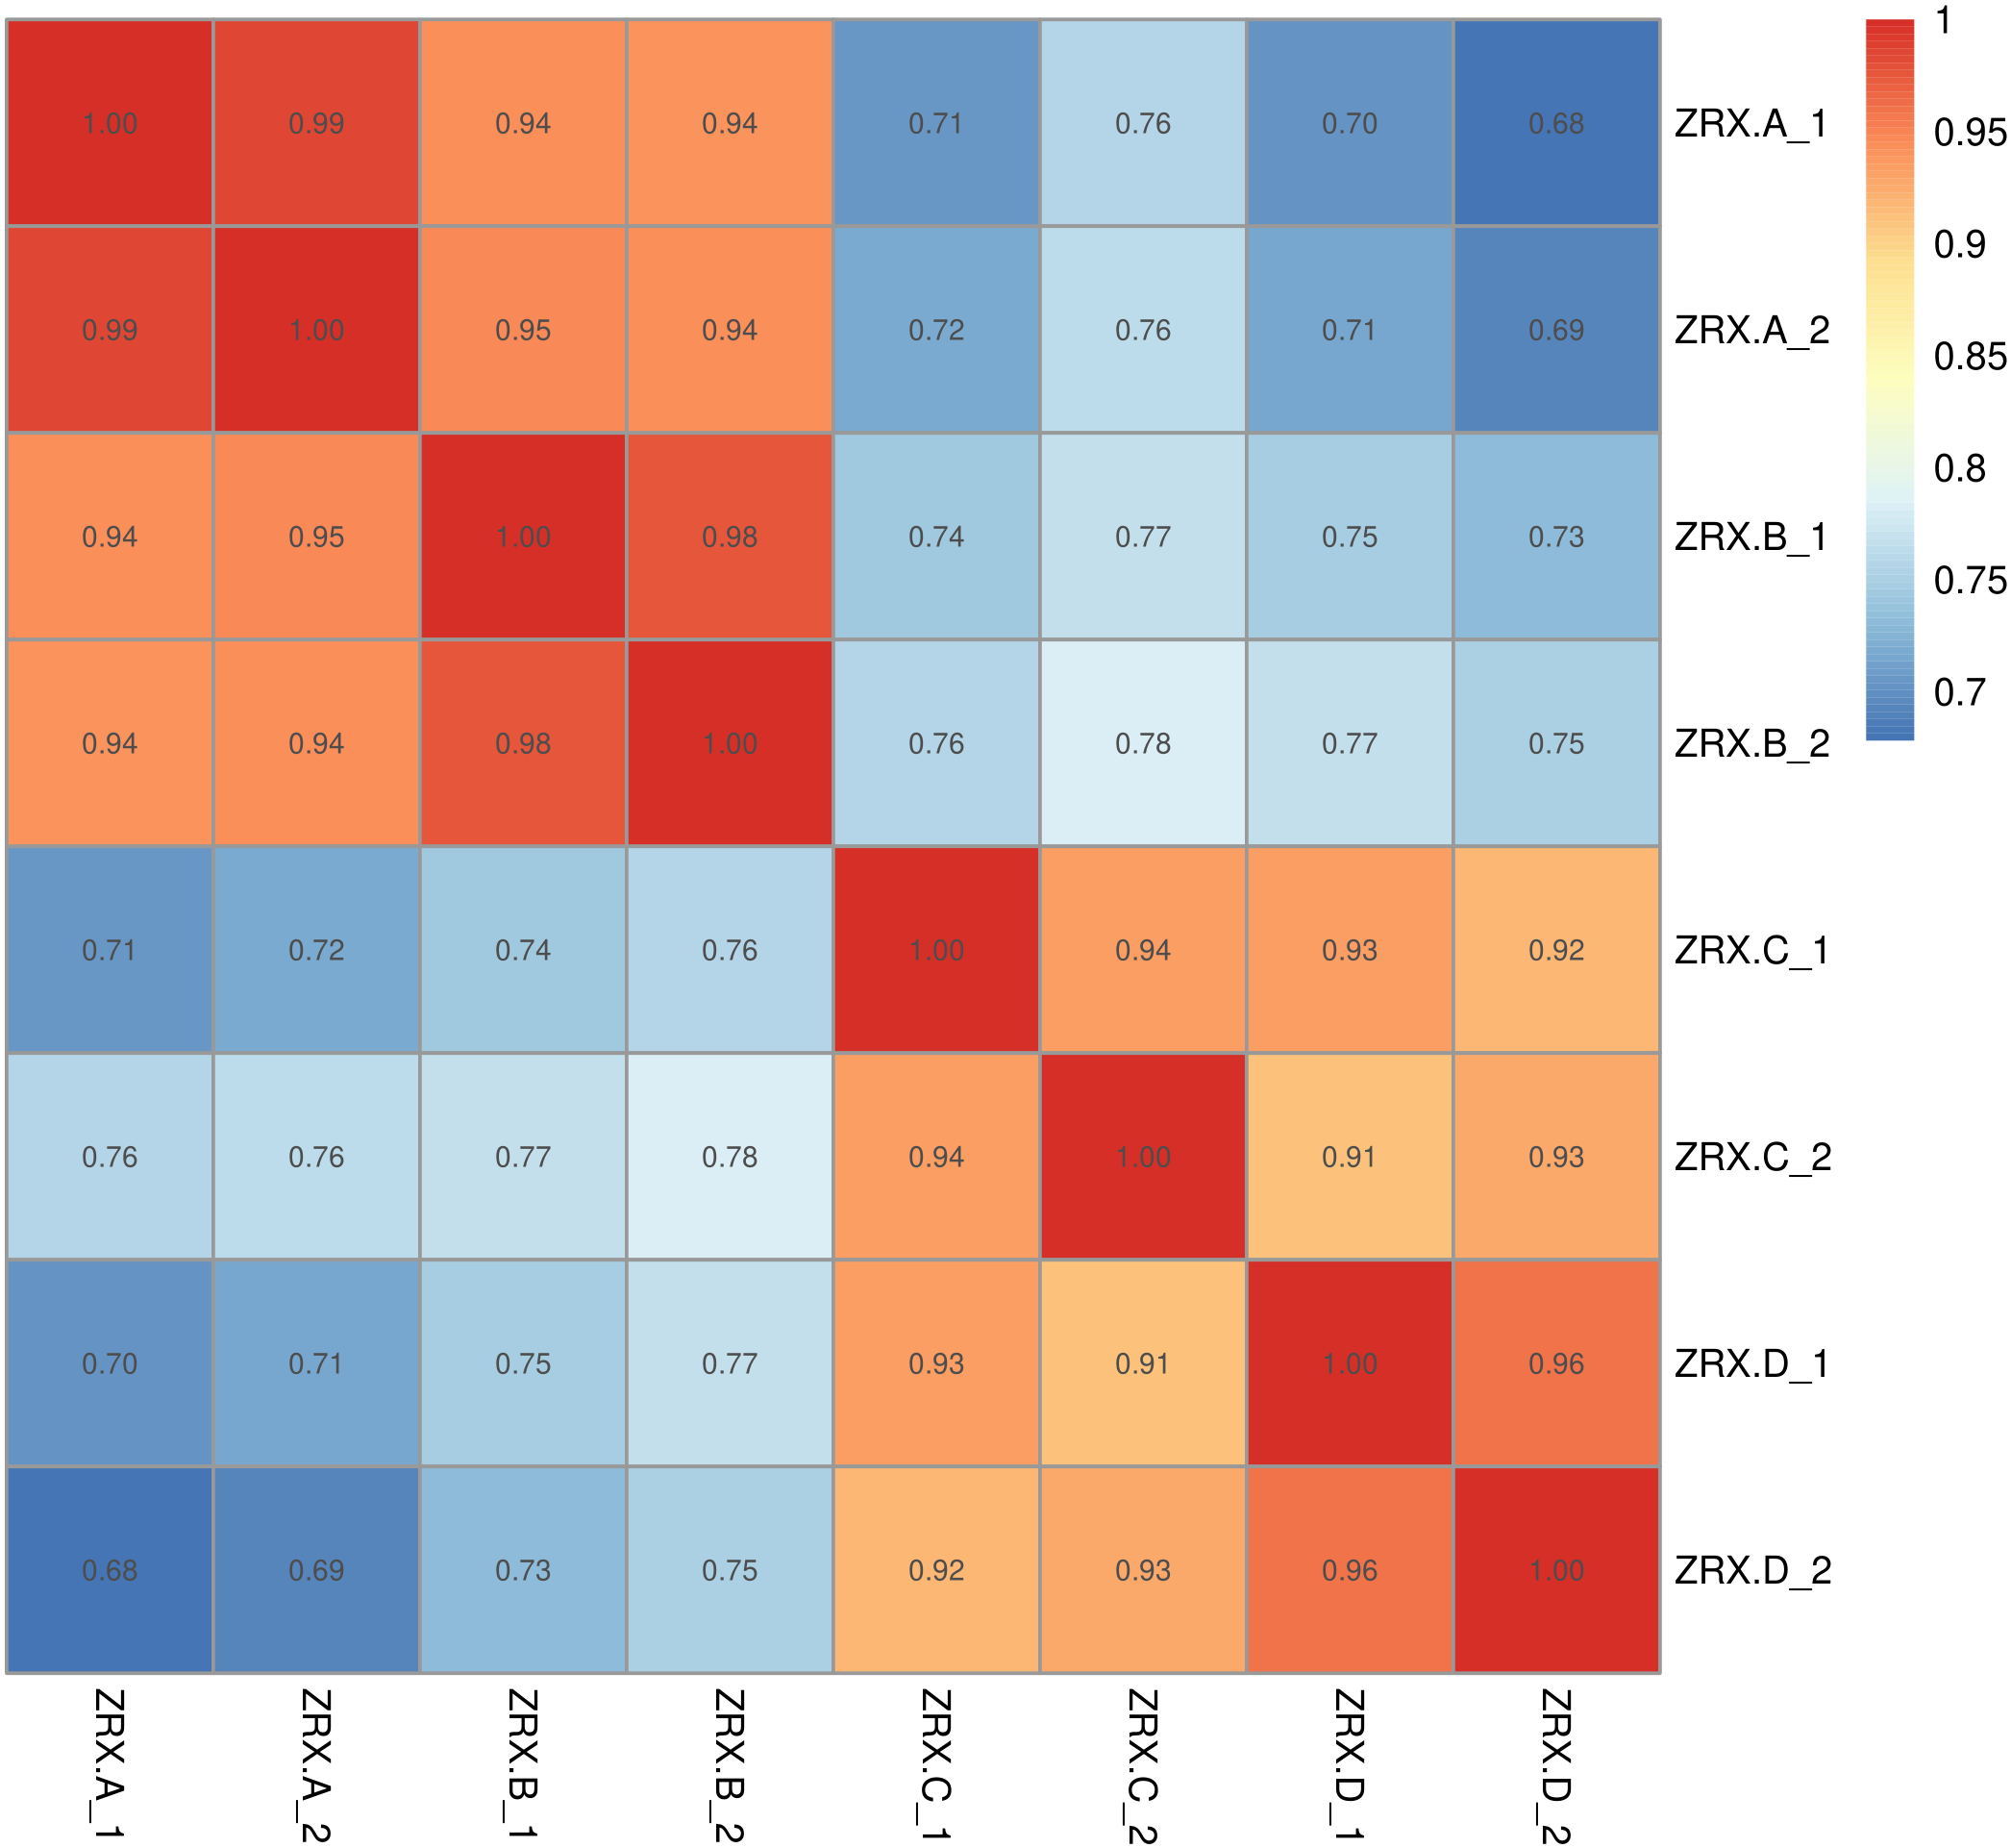 1.00 0.99 0.94 0.94 0.71 0.76 0.70 0.68 ZRX.A_1
0.99 1.00 0.95 0.94 0.72 0.76 0.71 0.69 ZRX.A_2
0.94 0.95 1.00 0.98 0.74 0.77 0.75 0.73 ZRX.B_1
0.94 0.94 0.98 1.00 0.76 0.78 0.77 0.75 ZRX.B_2
0.71 0.72 0.74 0.76 1.00 0.94 0.93 0.92 ZRX.C_1
0.76 0.76 0.77 0.78 0.94 1.00 0.91 0.93 ZRX.C_2
0.70 0.71 0.75 0.77 0.93 0.91 1.00 0.96 ZRX.D_1
0.68 0.69 0.73 0.75 0.92 0.93 0.96 1.00 ZRX.D_2
ZRX.A_1
ZRX.A_2
ZRX.B_1
ZRX.B_2
ZRX.C_1
ZRX.C_2
ZRX.D_1
ZRX.D_2
1
0.95
0.9
0.85
0.8
0.75
0.7